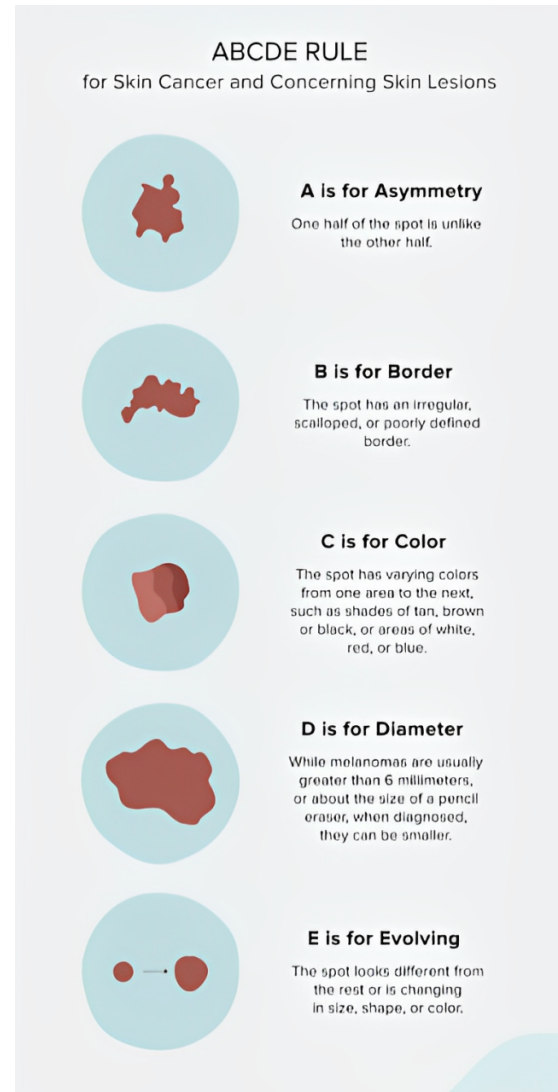 ABCDE RULE
for Skin Cancer and Concerning Skin Lesions
A is for Asymmetry
One half of the spot is unlike
the other half.
B is for Border
The spot has an irregular,
scalloped, or poorly defined
border.
C is for Color
The spot has varying colors
from one area to the next,
such as shades of tan, brown
or black, or areas of white,
red, or blue.
D is for Diameter
While melanomas are usually
greater than 6 millimeters,
or about the size of a pencil
eraser, when diagnosed,
they can be smaller.
E is for Evolving
The spot looks different from
the rest or is changing
in size, shape, or color.